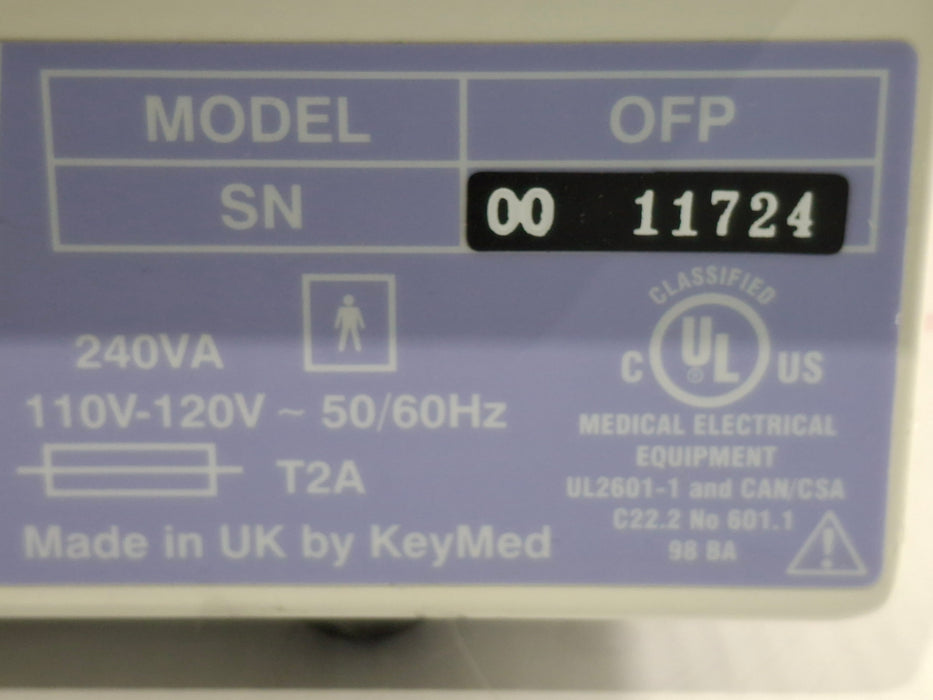 MODEL OFP
SN 00 11724
240VA
110V-120V ~ 50/60Hz
T2A
Made in UK by KeyMed
CLASSIFIED
C UL® US
MEDICAL ELECTRICAL
EQUIPMENT
UL2601-1 and CAN/CSA
C22.2 No 601.1
98 BA